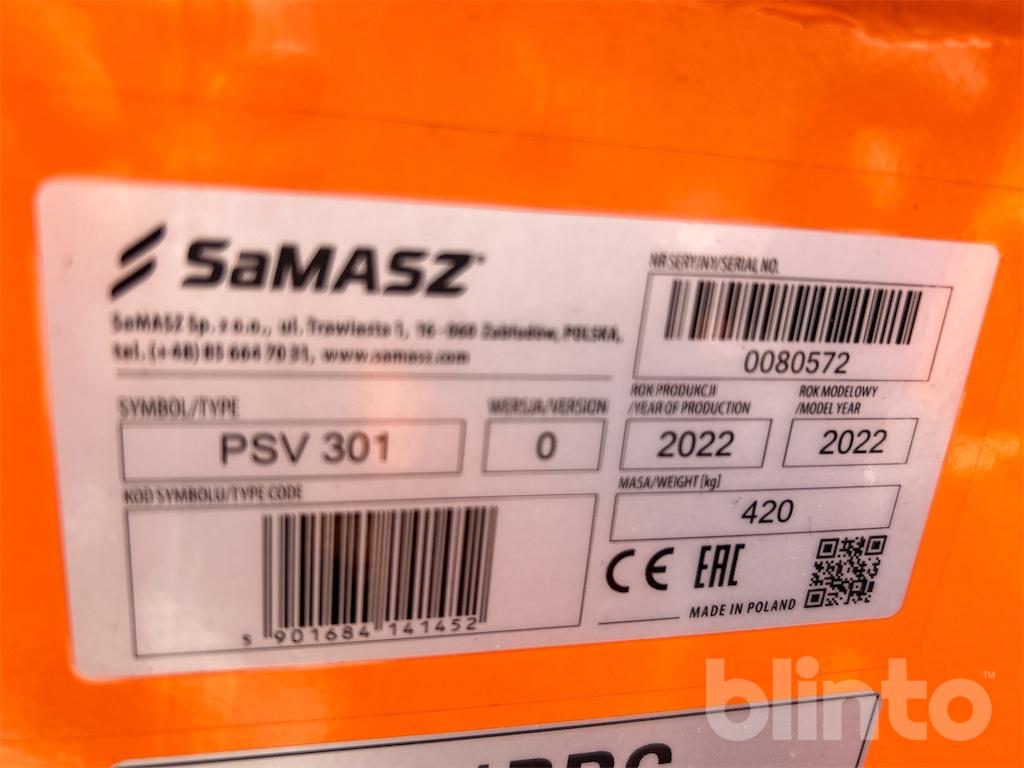 SaMASZ
SaMASZ Sp. z o.o., ul. Trawiasta 1, 16-060 Zabłudów, POLSKA,
tel. (+48) 85 664 70 31, www.samasz.com
NR SERYJNY/SERIAL NO.
0080572
SYMBOL/TYPE
PSV 301
WERSJA/VERSION
0
ROK PRODUKCJI
/YEAR OF PRODUCTION
2022
ROK MODELOWY
/MODEL YEAR
2022
KOD SYMBOLU/TYPE CODE
5 901684 141452
MASA/WEIGHT [kg]
420
CE EAC
MADE IN POLAND
blinto™